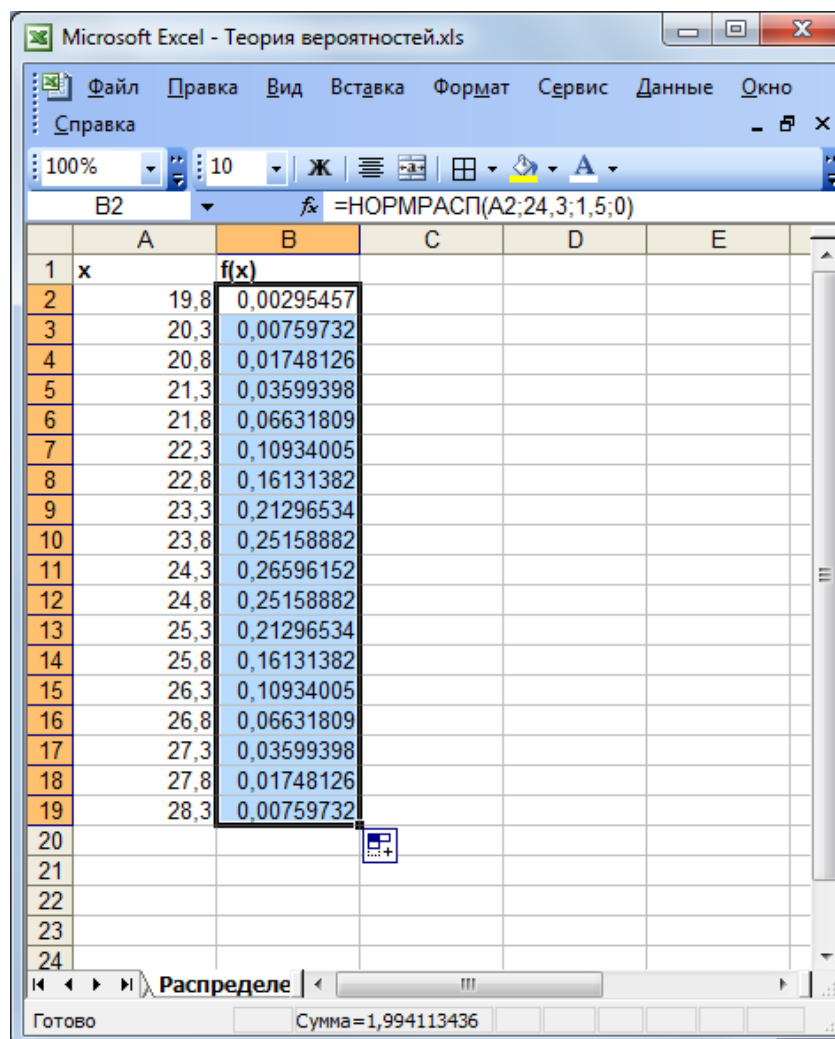 Microsoft Excel - Теория вероятностей.xls
Файл Правка Вид Вставка Формат Сервис Данные Окно
Справка
100% 10 Ж А
B2 fx =НОРМРАСП(A2;24,3;1,5;0)
A B C D E
1 x f(x)
2 19,8 0,00295457
3 20,3 0,00759732
4 20,8 0,01748126
5 21,3 0,03599398
6 21,8 0,06631809
7 22,3 0,10934005
8 22,8 0,16131382
9 23,3 0,21296534
10 23,8 0,25158882
11 24,3 0,26596152
12 24,8 0,25158882
13 25,3 0,21296534
14 25,8 0,16131382
15 26,3 0,10934005
16 26,8 0,06631809
17 27,3 0,03599398
18 27,8 0,01748126
19 28,3 0,00759732
20
21
22
23
24
Распределе
Готово Сумма=1,994113436